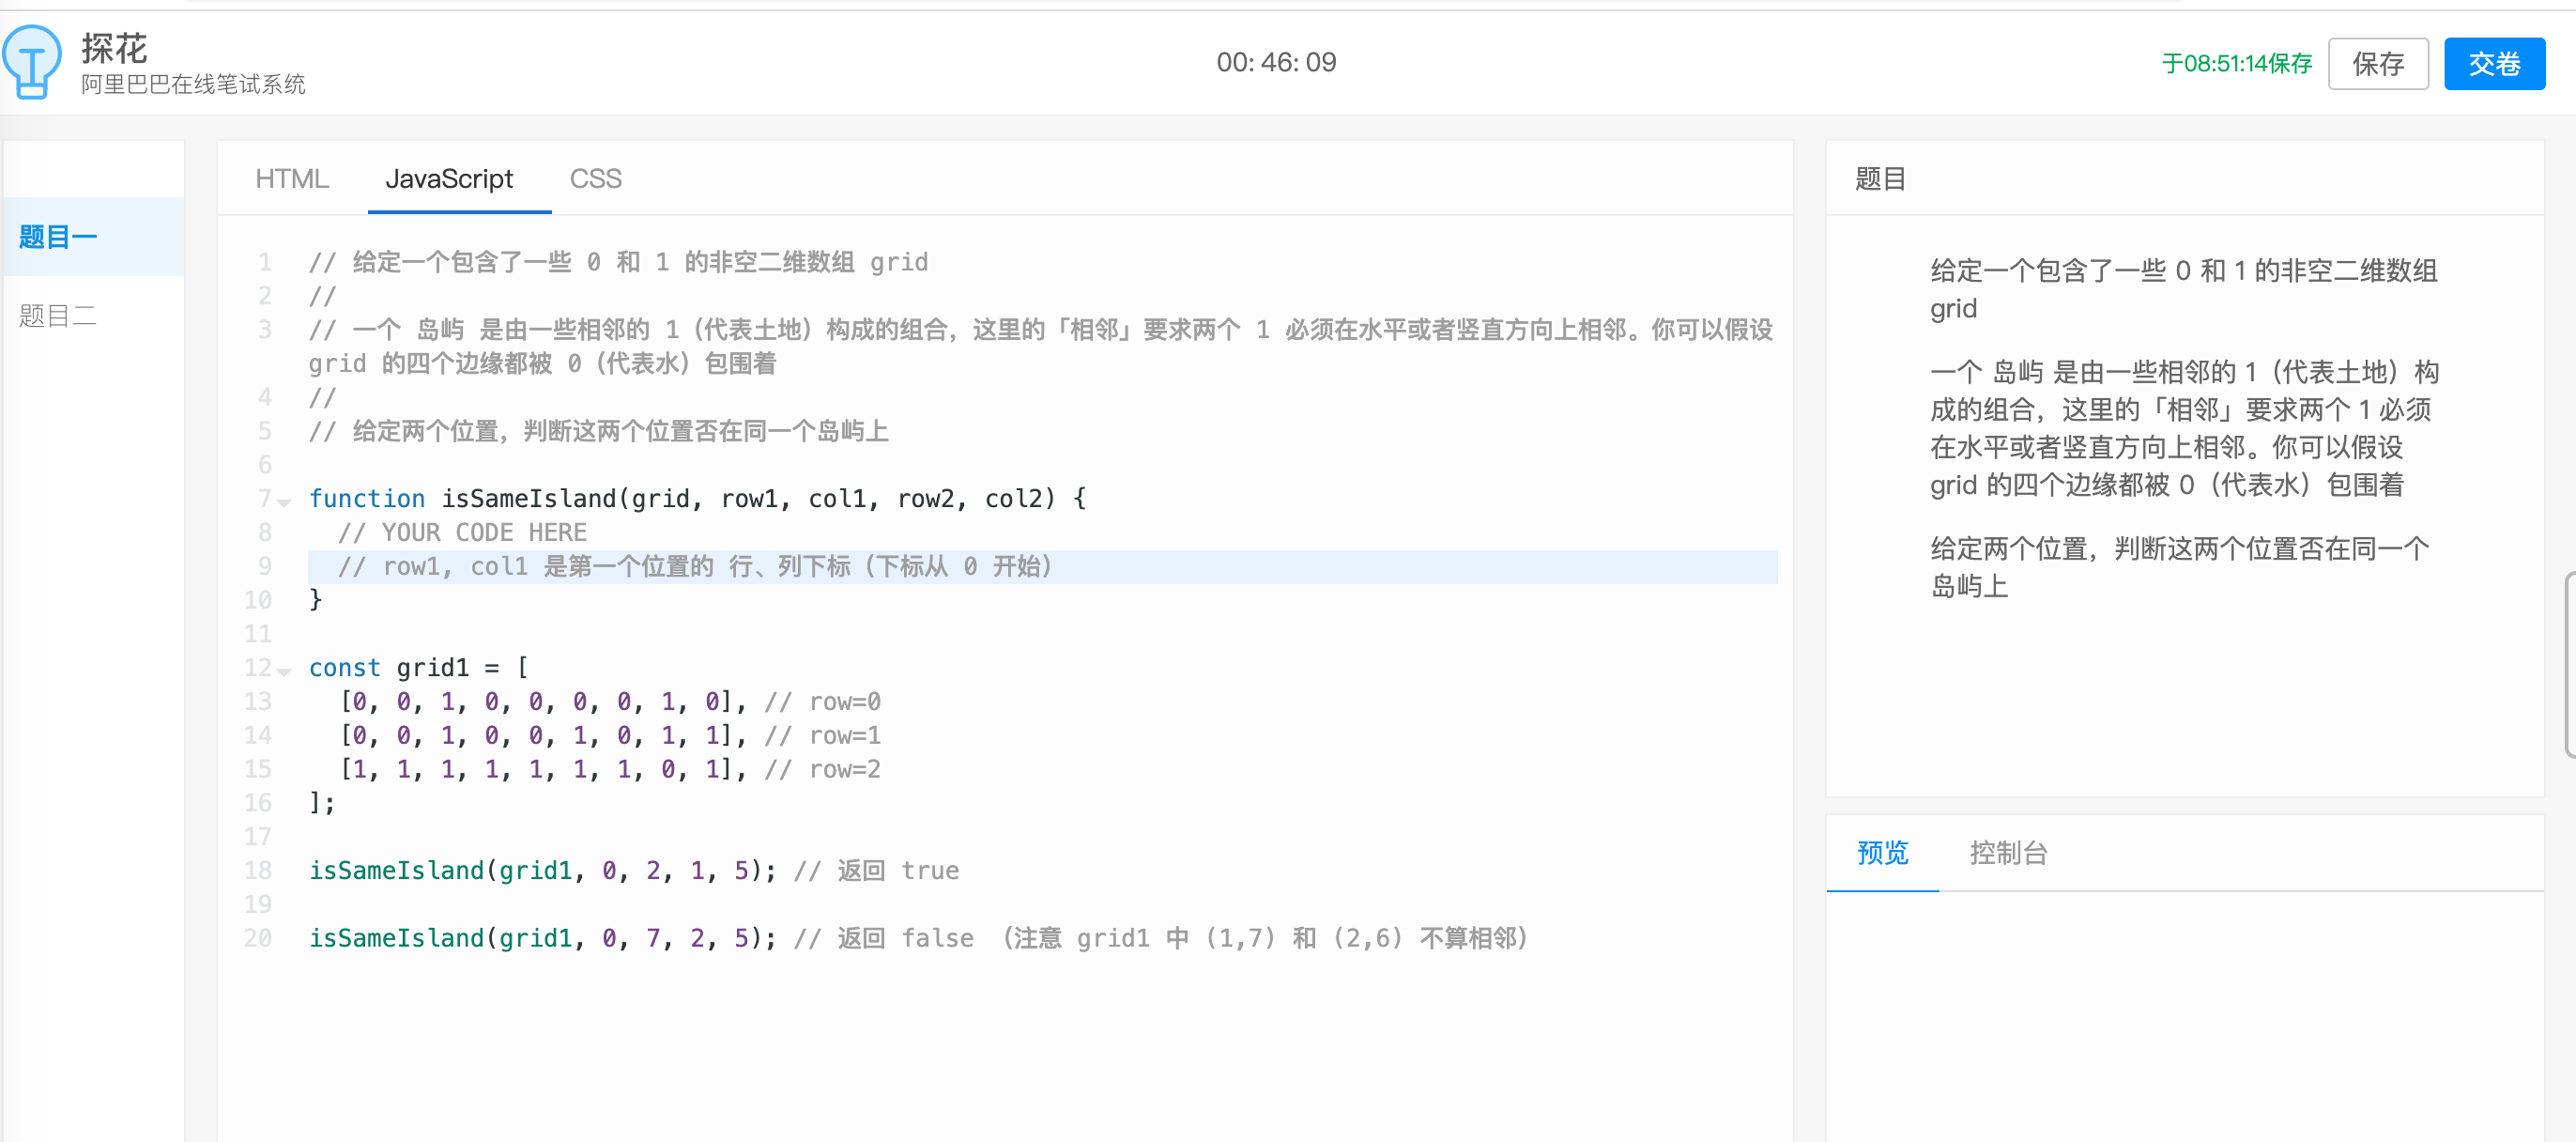 探花
阿里巴巴在线笔试系统
00: 46: 09
于08:51:14保存
保存
交卷
题目一
题目二
HTML
JavaScript
CSS
1 // 给定一个包含了一些 0 和 1 的非空二维数组 grid
2 //
3 // 一个 岛屿 是由一些相邻的 1（代表土地）构成的组合，这里的「相邻」要求两个 1 必须在水平或者竖直方向上相邻。你可以假设
grid 的四个边缘都被 0（代表水）包围着
4 //
5 // 给定两个位置，判断这两个位置否在同一个岛屿上
6
7 function isSameIsland(grid, row1, col1, row2, col2) {
8 // YOUR CODE HERE
9 // row1, col1 是第一个位置的 行、列下标（下标从 0 开始）
10 }
11
12 const grid1 = [
13 [0, 0, 1, 0, 0, 0, 0, 1, 0], // row=0
14 [0, 0, 1, 0, 0, 1, 0, 1, 1], // row=1
15 [1, 1, 1, 1, 1, 1, 1, 0, 1], // row=2
16 ];
17
18 isSameIsland(grid1, 0, 2, 1, 5); // 返回 true
19
20 isSameIsland(grid1, 0, 7, 2, 5); // 返回 false （注意 grid1 中 (1,7) 和 (2,6) 不算相邻）
题目
给定一个包含了一些 0 和 1 的非空二维数组
grid
一个 岛屿 是由一些相邻的 1（代表土地）构
成的组合，这里的「相邻」要求两个 1 必须
在水平或者竖直方向上相邻。你可以假设
grid 的四个边缘都被 0（代表水）包围着
给定两个位置，判断这两个位置否在同一个
岛屿上
预览
控制台